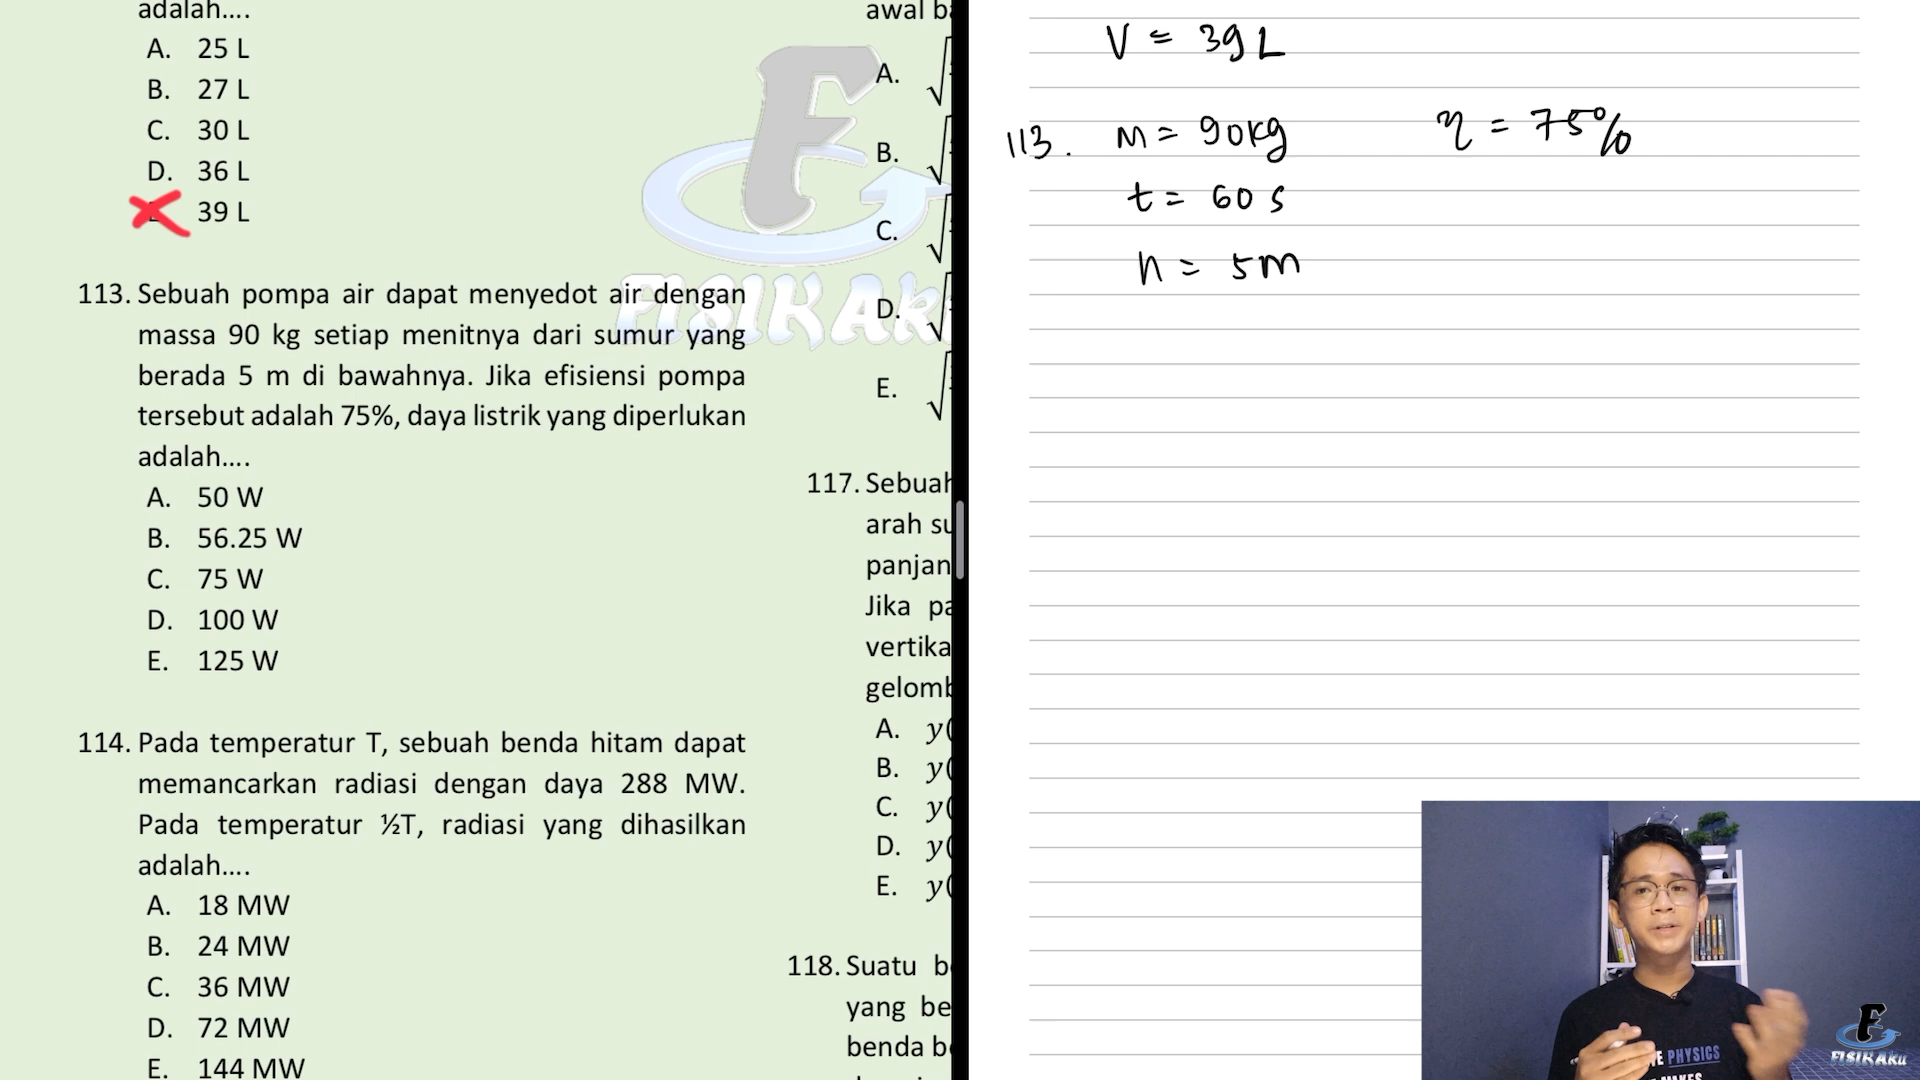 adalah....
A. 25 L
B. 27 L
C. 30 L
D. 36 L
39 L
113. Sebuah pompa air dapat menyedot air dengan
massa 90 kg setiap menitnya dari sumur yang
berada 5 m di bawahnya. Jika efisiensi pompa
tersebut adalah 75%, daya listrik yang diperlukan
adalah....
A. 50 W
B. 56.25 W
C. 75 W
D. 100 W
E. 125 W
114. Pada temperatur T, sebuah benda hitam dapat
memancarkan radiasi dengan daya 288 MW.
Pada temperatur ½T, radiasi yang dihasilkan
adalah....
A. 18 MW
B. 24 MW
C. 36 MW
D. 72 MW
E. 144 MW
awal
A. √
B. √
C. √
D. √
E. √
117.
arah
Jika
A. y(
B. y(
C. y(
D. y(
E. y(
118. Suatu
yang
benda
F
FISIKAku
V = 39 L
113. m = 90 kg η = 75%
t = 60 s
h = 5 m
PHYSICS
F
FISIKAku